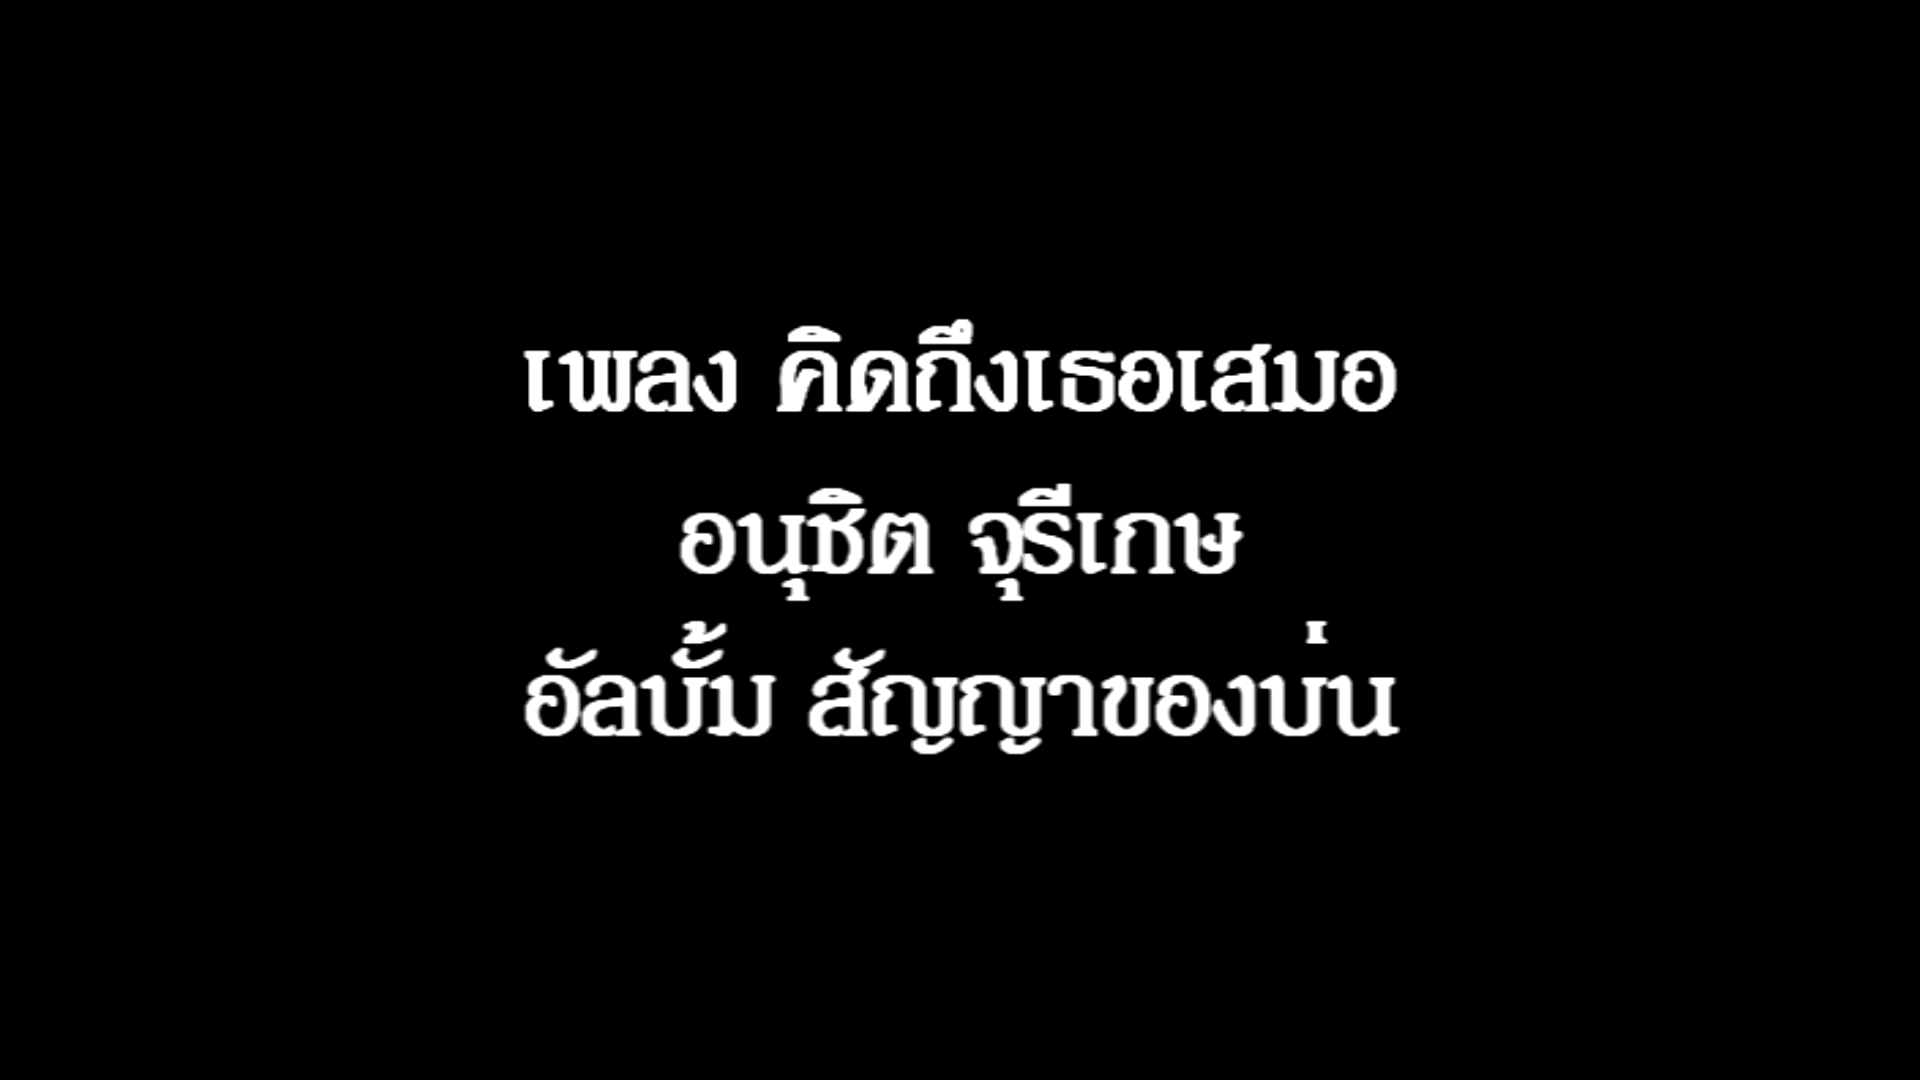 เพลง คิดถึงเธอเสมอ
อนุชิต จุรีเกษ
อัลบั้ม สัญญาของบ่น